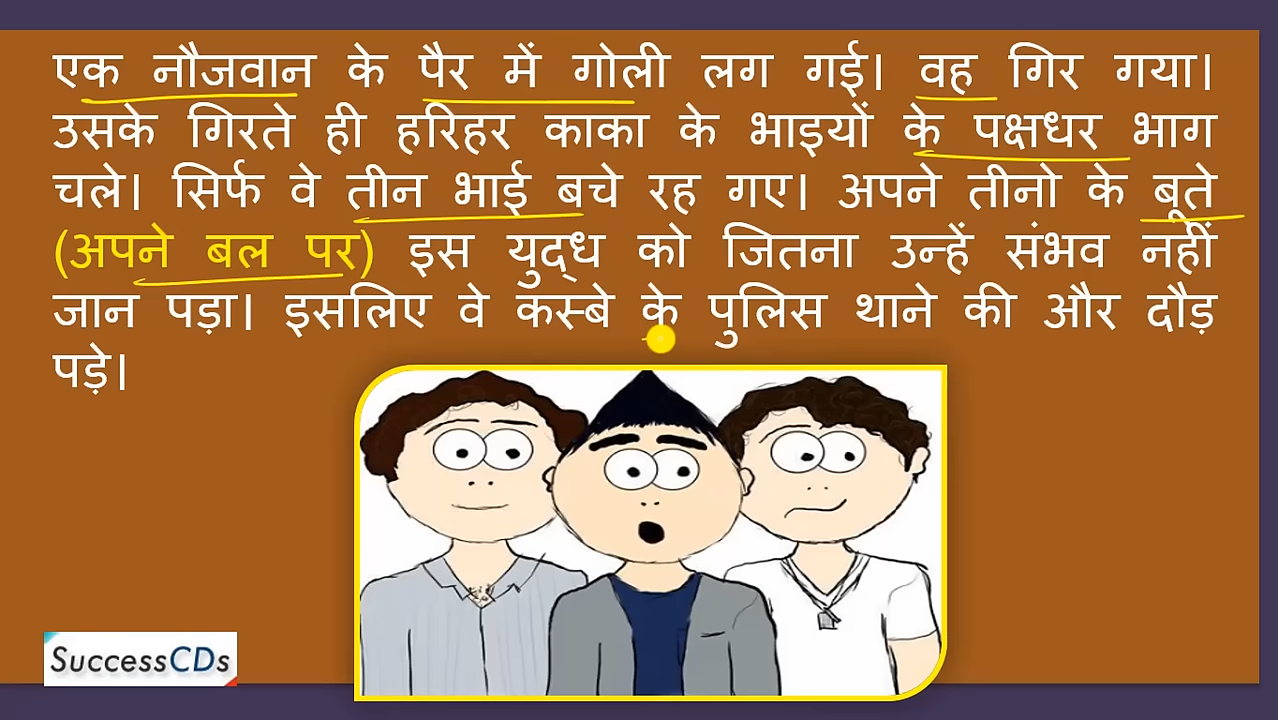 एक नौजवान के पैर में गोली लग गई। वह गिर गया।
उसके गिरते ही हरिहर काका के भाइयों के पक्षधर भाग
चले। सिर्फ वे तीन भाई बचे रह गए। अपने तीनो के बूते
(अपने बल पर) इस युद्ध को जितना उन्हें संभव नहीं
जान पड़ा। इसलिए वे कस्बे के पुलिस थाने की और दौड़
पड़े।
SuccessCDs